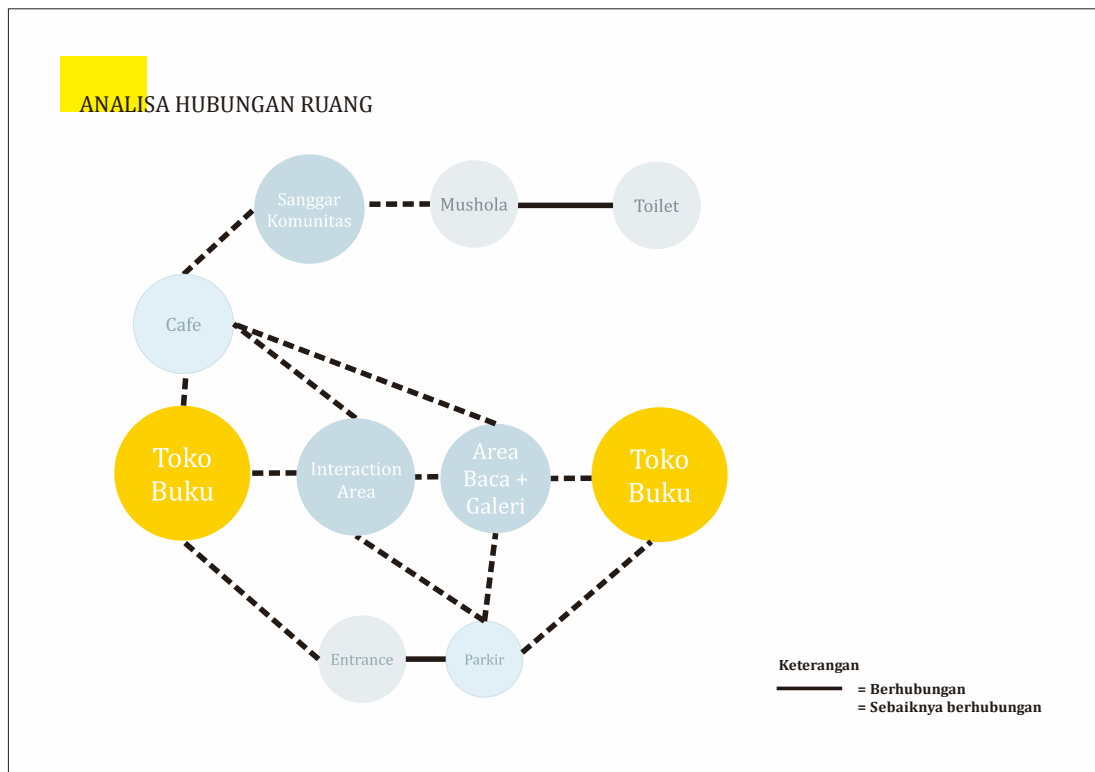 ANALISA HUBUNGAN RUANG
Sanggar
Komunitas
Mushola
Toilet
Cafe
Toko
Buku
Interaction
Area
Area
Baca +
Galeri
Toko
Buku
Entrance
Parkir
Keterangan
= Berhubungan
= Sebaiknya berhubungan